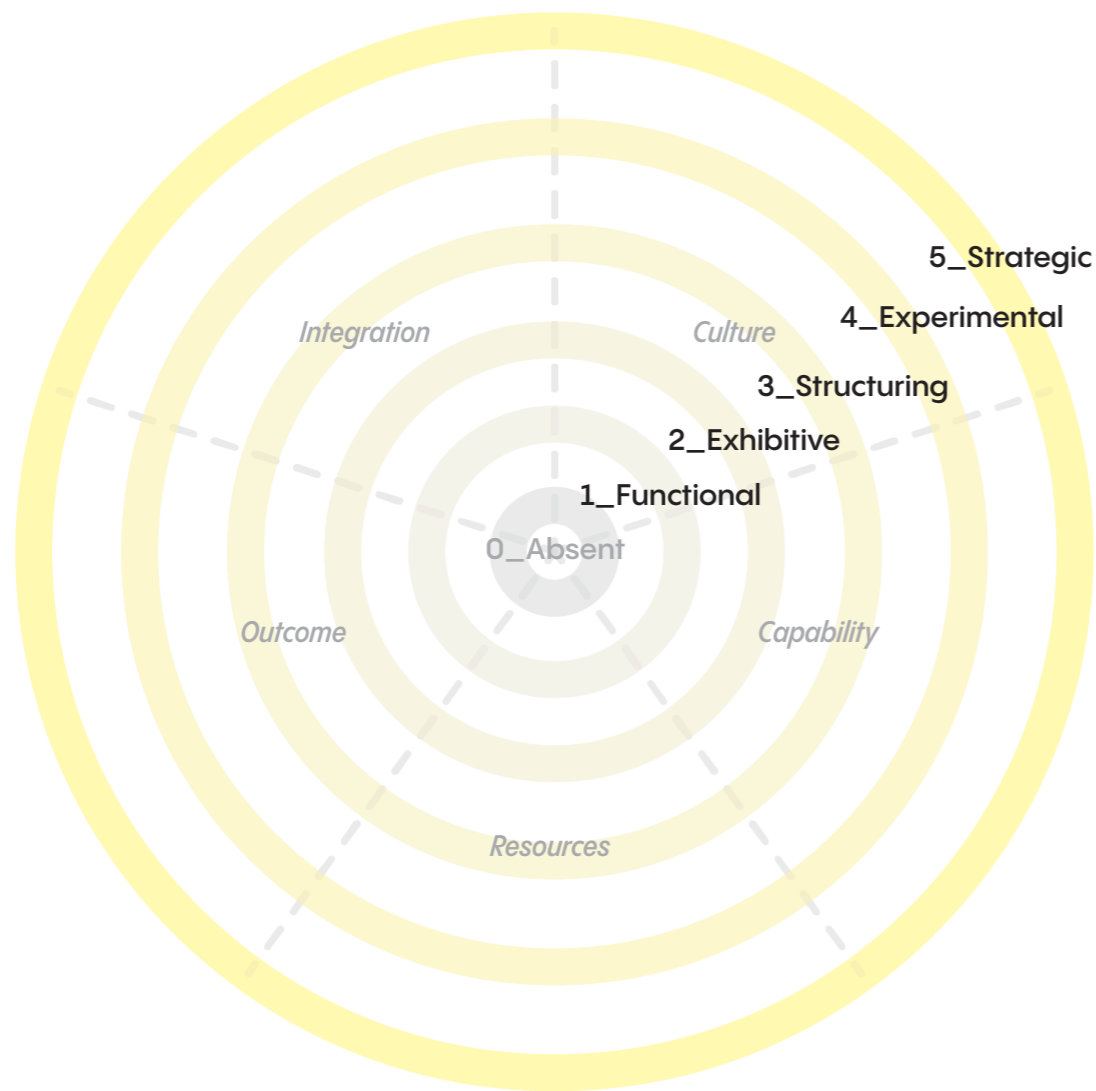 5_Strategic
4_Experimental
Integration
Culture
3_Structuring
2_Exhibitive
1_Functional
0_Absent
Outcome
Capability
Resources